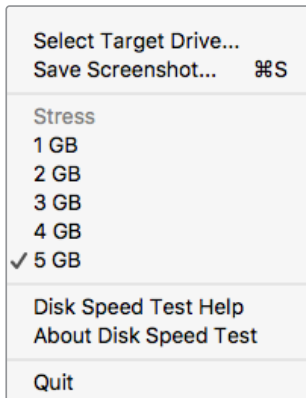 Select Target Drive...
Save Screenshot... ⌘S
Stress
1 GB
2 GB
3 GB
4 GB
✓ 5 GB
Disk Speed Test Help
About Disk Speed Test
Quit